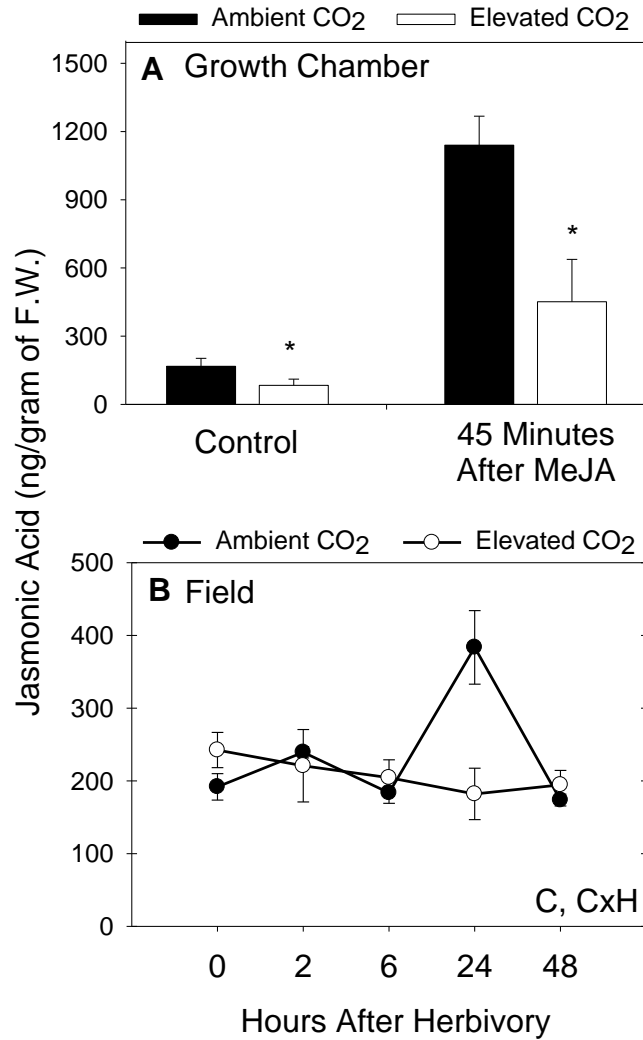 Ambient CO2 Elevated CO2
1500
A Growth Chamber
1200
900
*
600
300
*
0
Control
45 Minutes
After MeJA
Jasmonic Acid (ng/gram of F.W.)
Ambient CO2 Elevated CO2
500
B Field
400
300
200
100
C, CxH
0
0 2 6 24 48
Hours After Herbivory